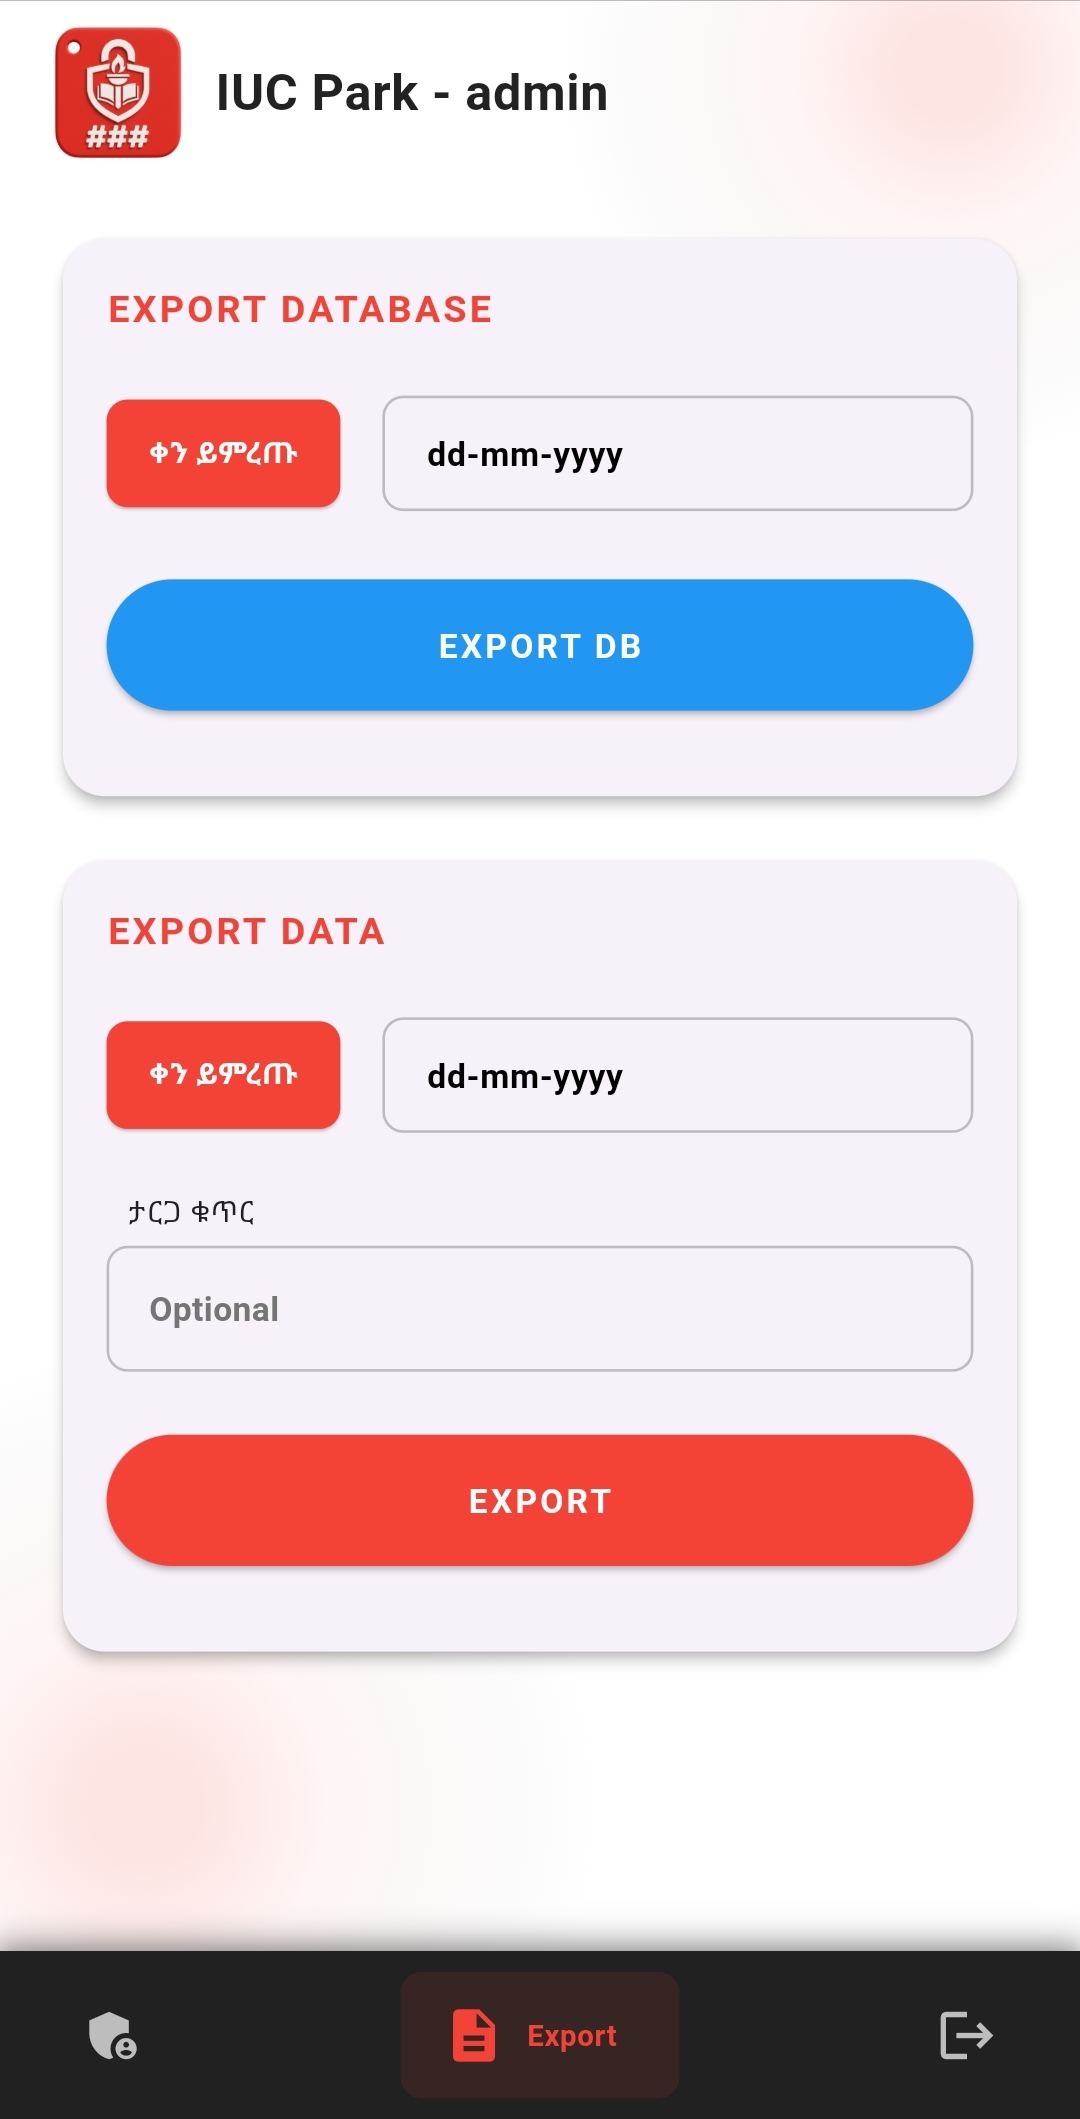 ###
IUC Park - admin
EXPORT DATABASE
ቀን ይምረጡ
dd-mm-yyyy
EXPORT DB
EXPORT DATA
ቀን ይምረጡ
dd-mm-yyyy
ታርጋ ቁጥር
Optional
EXPORT
Export